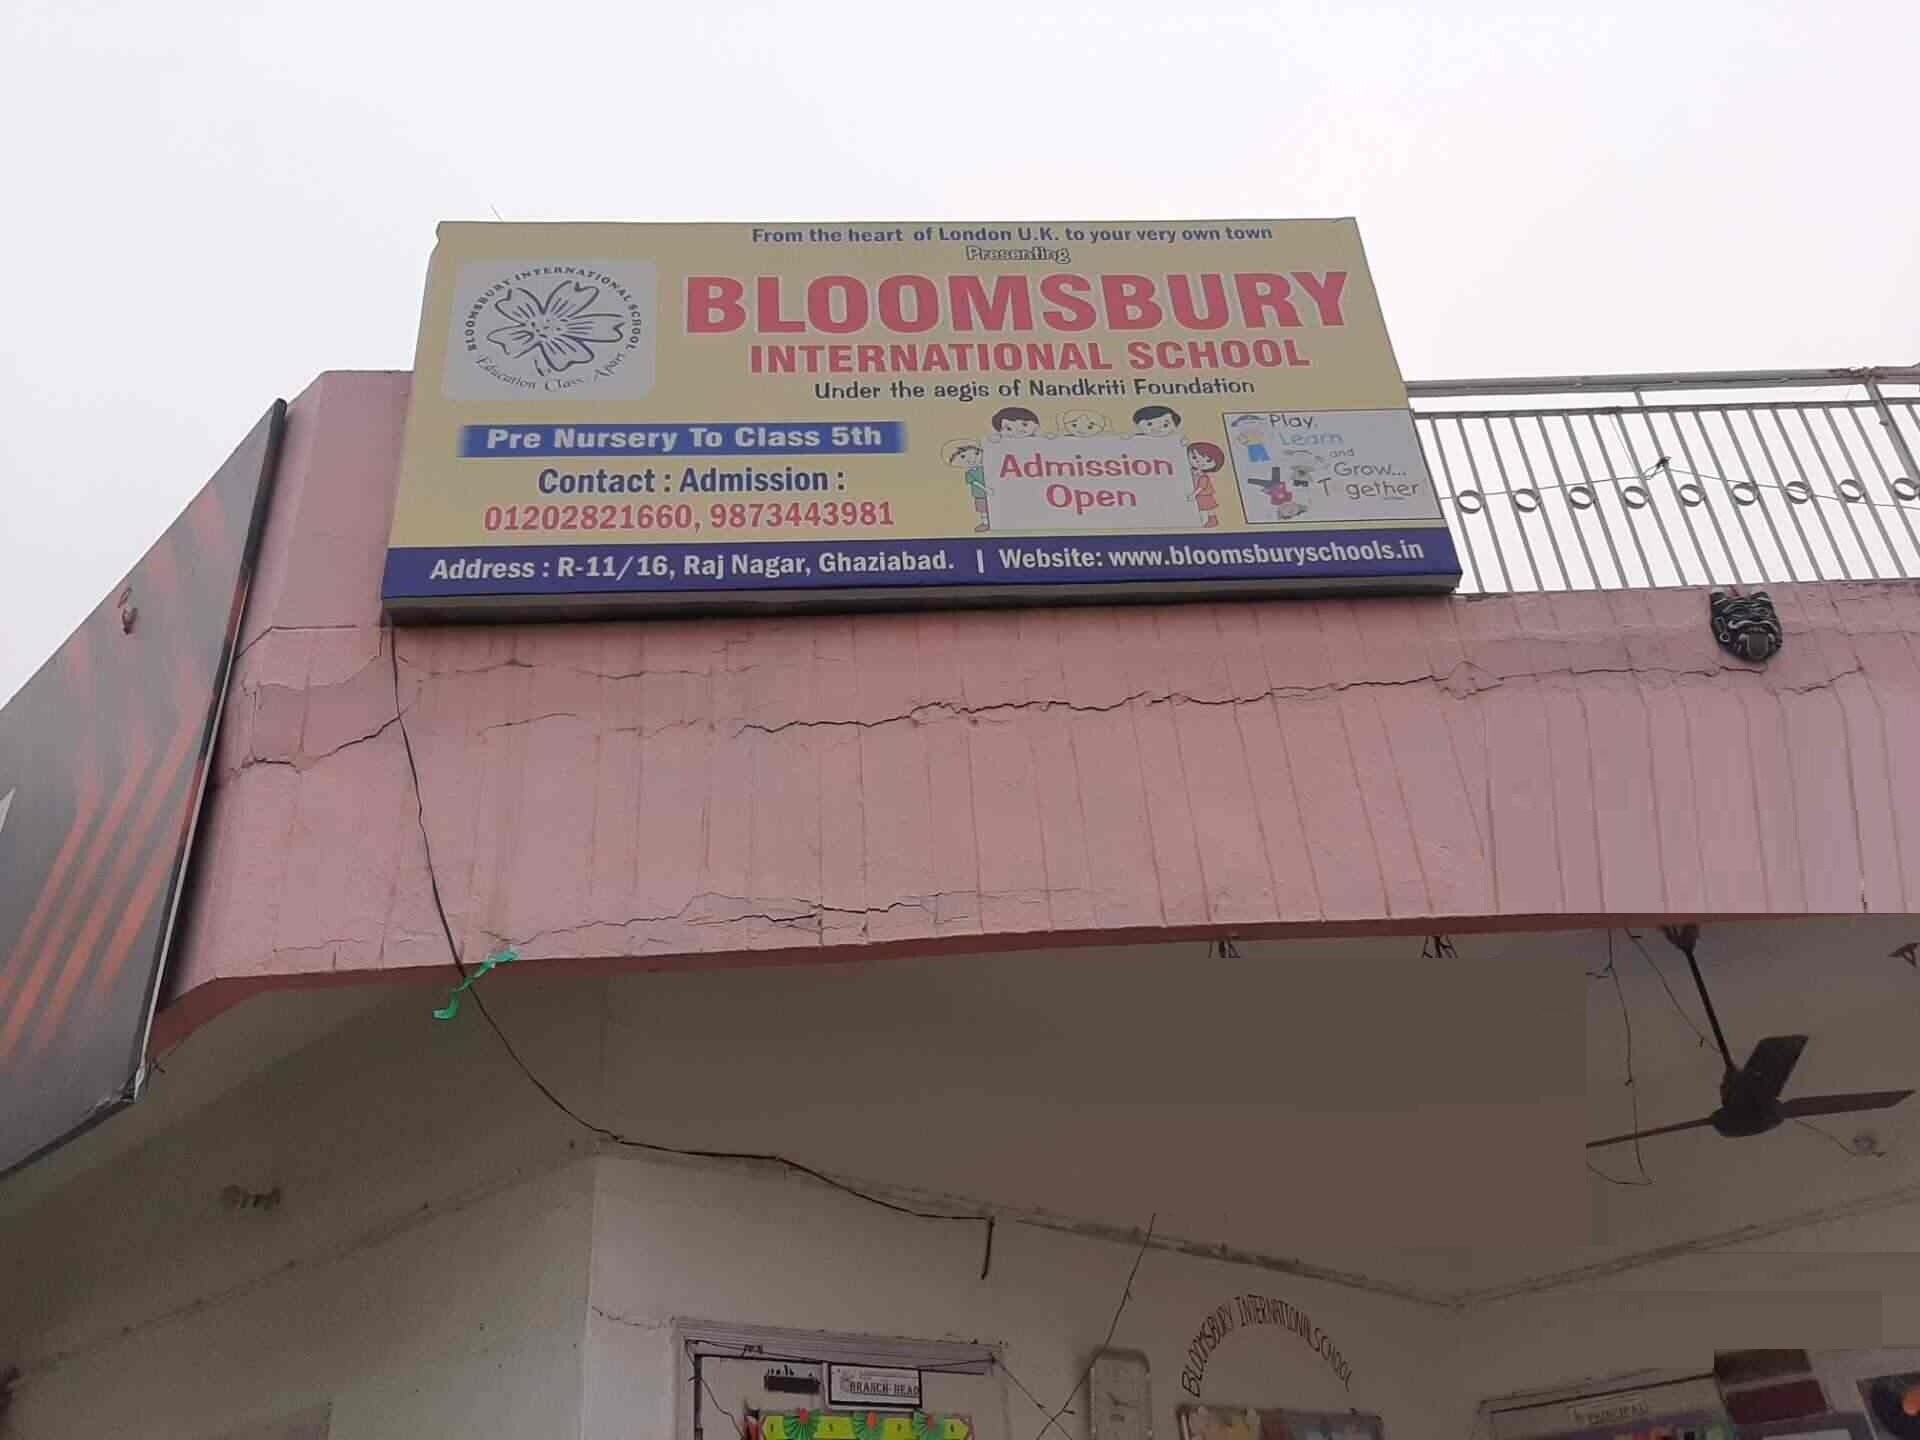 From the heart of London U.K. to your very own town
Presenting
BLOOMSBURY
INTERNATIONAL SCHOOL
Under the aegis of Nandkriti Foundation
BLOOMSBURY INTERNATIONAL SCHOOL
Education Class Apart
Pre Nursery To Class 5th
Contact : Admission :
01202821660, 9873443981
Admission
Open
Play,
Learn
and
Grow...
T gether
Address : R-11/16, Raj Nagar, Ghaziabad. | Website: www.bloomsburyschools.in
BLOOMSBURY INTERNATIONAL SCHOOL
BRANCH-HEAD
PRINCIPAL